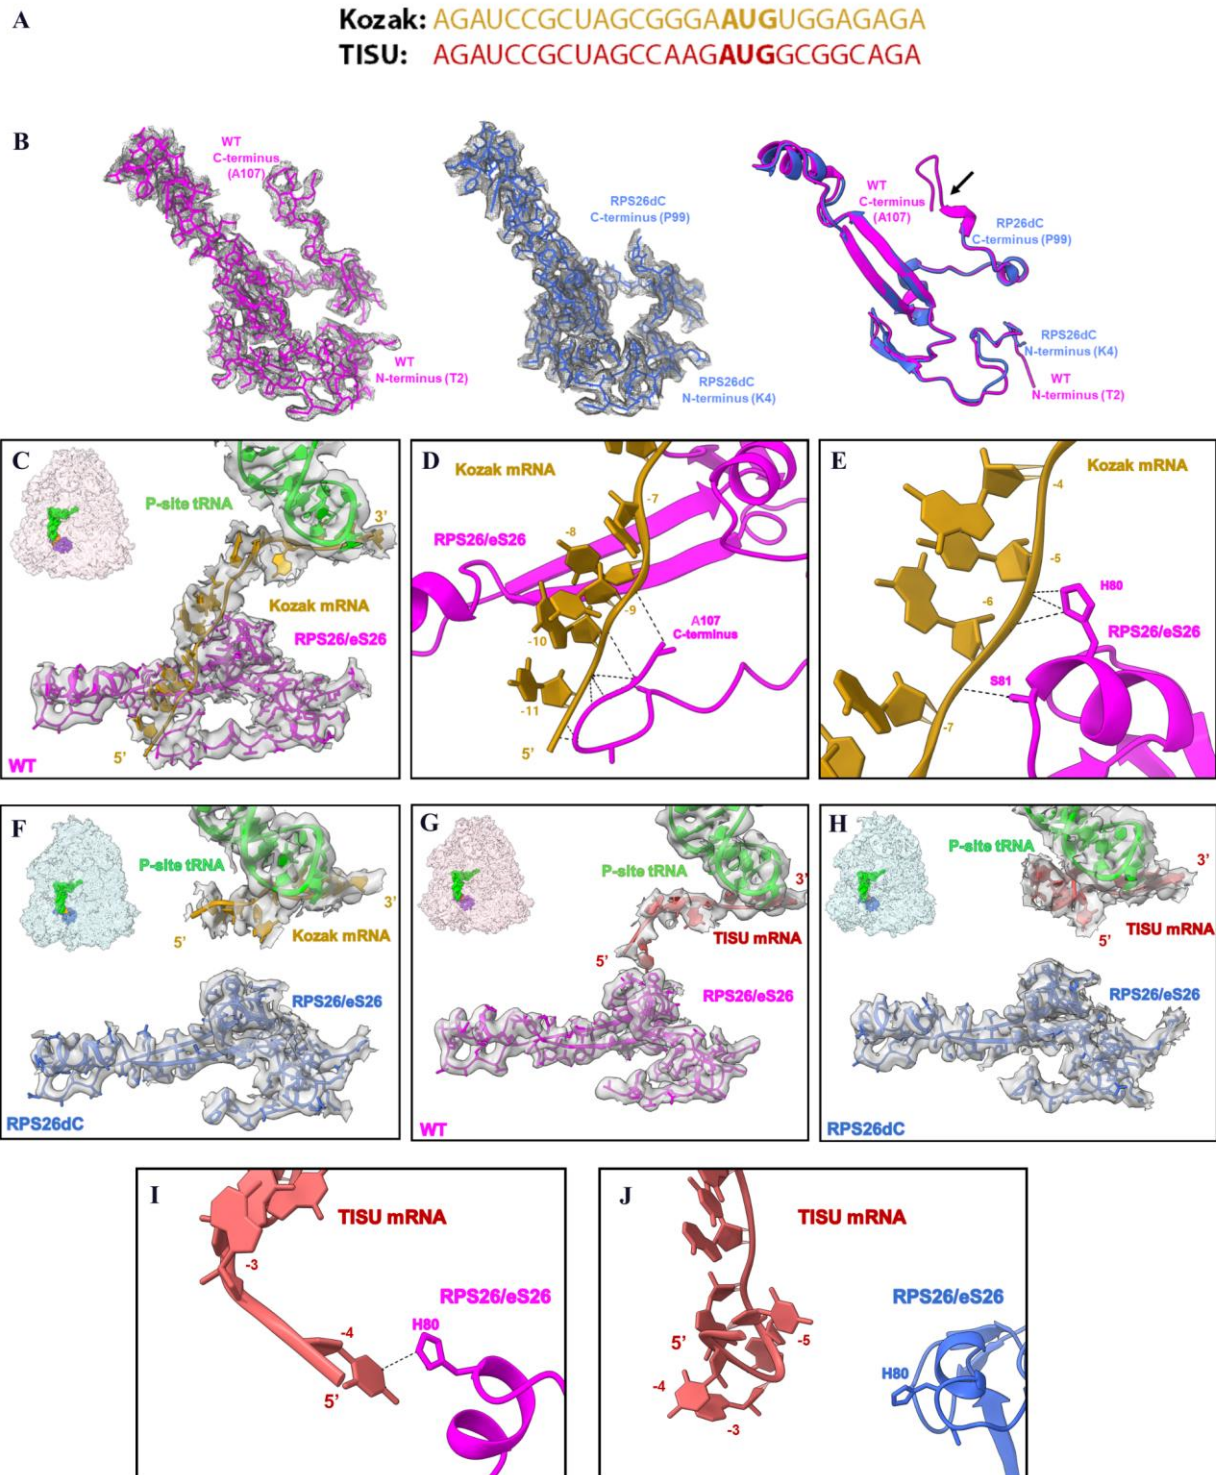 A
Kozak: AGAUCCGCUAGCGGGAAUGUGGAGAGA
TISU: AGAUCCGCUAGCCAAGAUGGCGGCAGA
B
WT
C-terminus
(A107)
WT
N-terminus (T2)
RPS26dC
C-terminus (P99)
RPS26dC
N-terminus (K4)
WT
C-terminus
(A107)
RP26dC
C-terminus (P99)
RPS26dC
N-terminus (K4)
WT
N-terminus (T2)
C
P-site tRNA
3'
Kozak mRNA
RPS26/eS26
5'
WT
D
Kozak mRNA
-7
-8
RPS26/eS26
-9
A107
C-terminus
-10
-11
5'
E
Kozak mRNA
-4
-5
H80
-6
RPS26/eS26
S81
-7
F
P-site tRNA
3'
5'
Kozak mRNA
RPS26/eS26
RPS26dC
G
P-site tRNA
3'
TISU mRNA
5'
RPS26/eS26
WT
H
P-site tRNA
3'
TISU mRNA
5'
RPS26/eS26
RPS26dC
I
TISU mRNA
-3
RPS26/eS26
H80
-4
5'
J
TISU mRNA
RPS26/eS26
5'
-5
H80
-4
-3